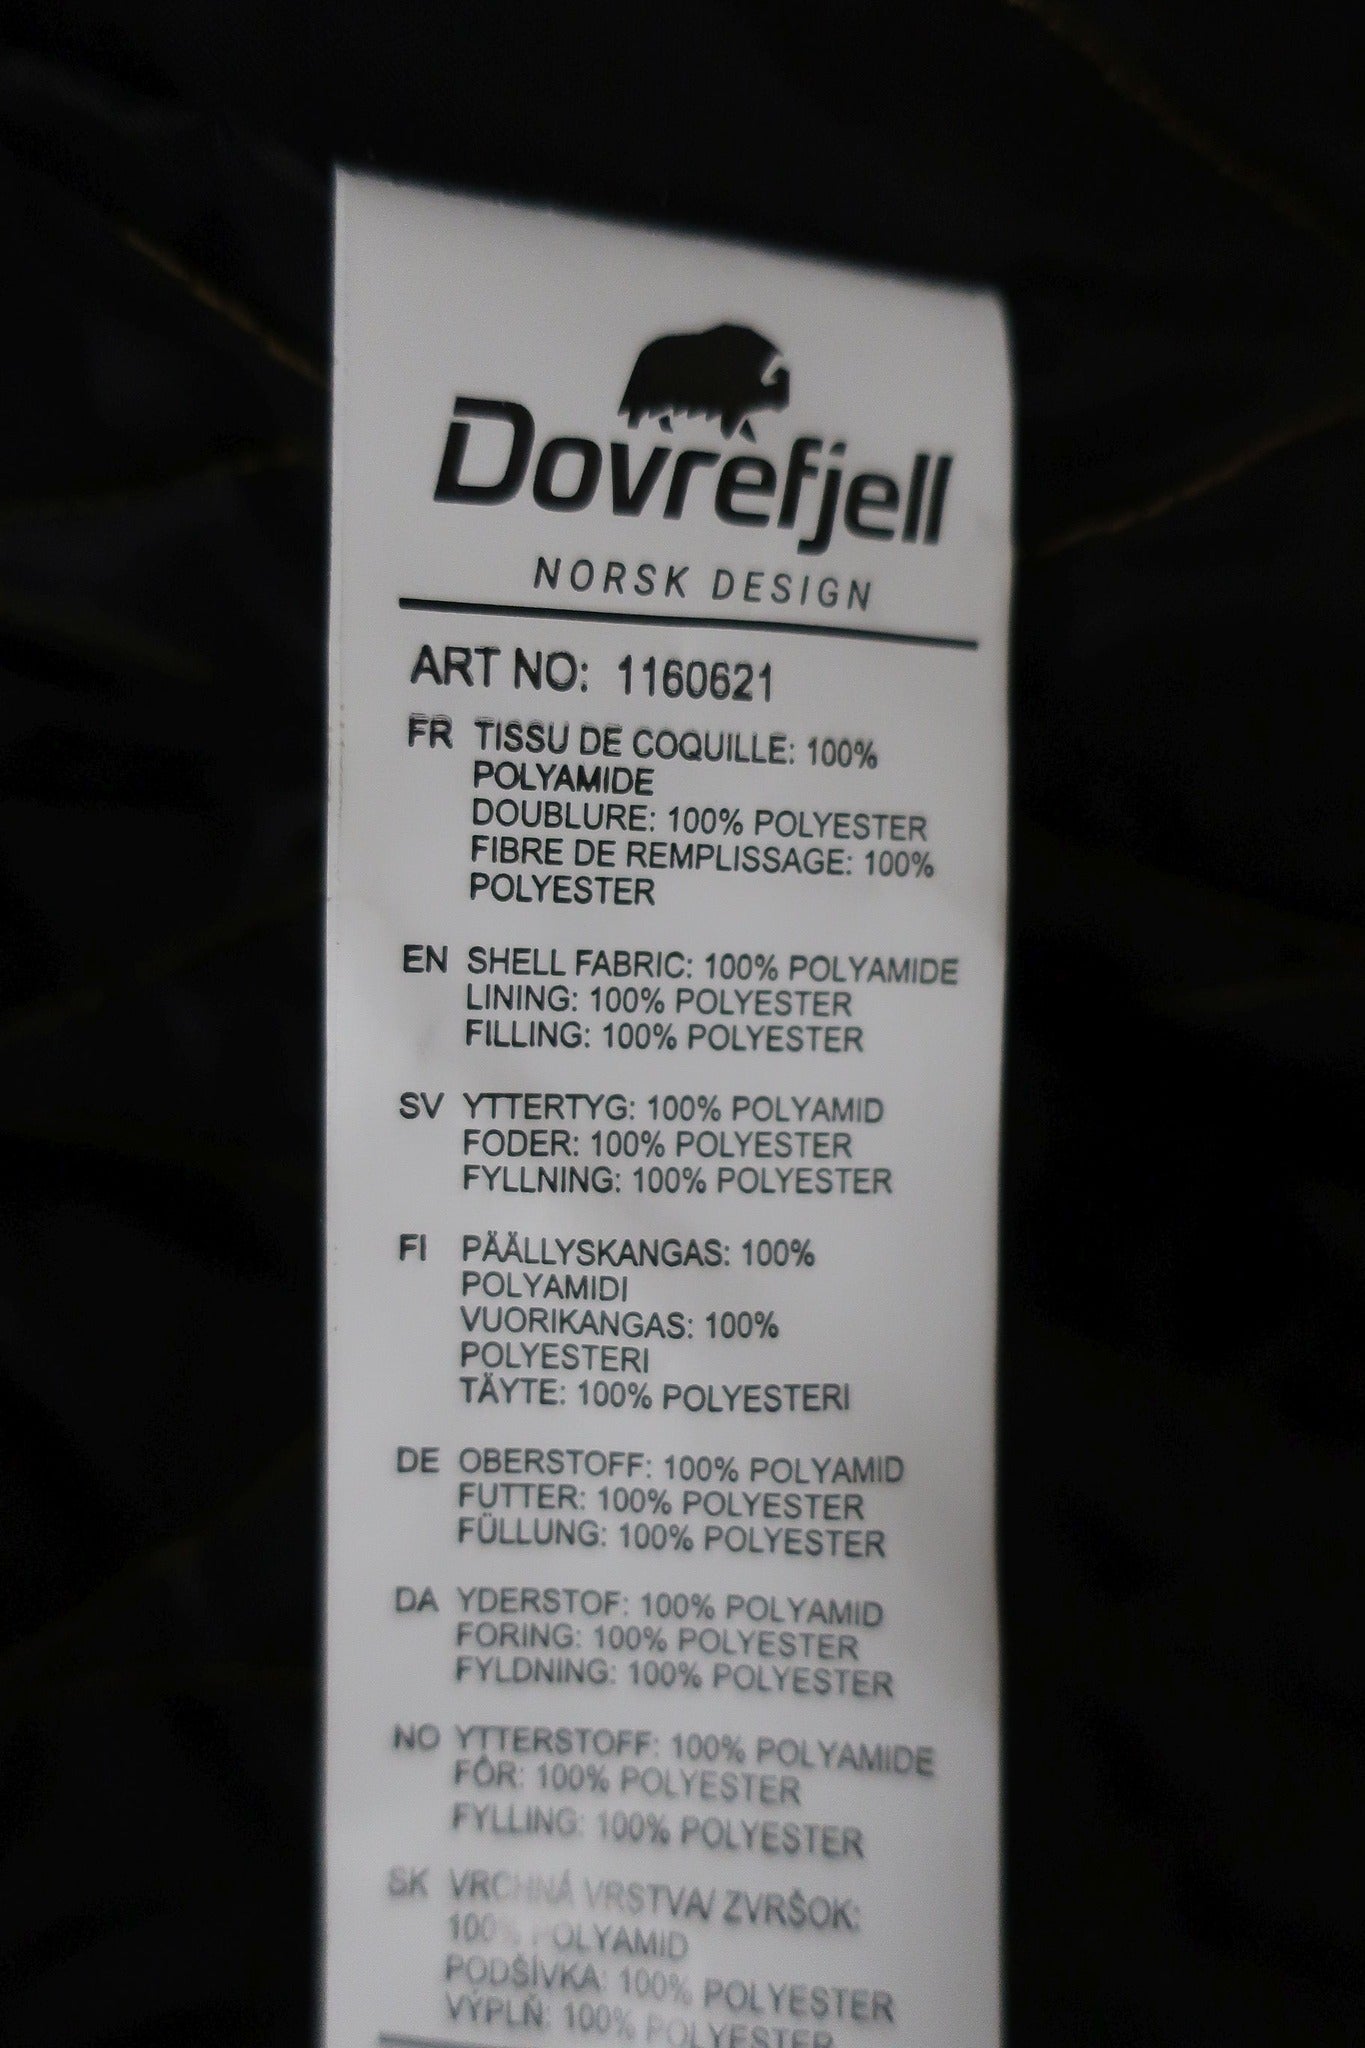 Dovrefjell
NORSK DESIGN
ART NO: 1160621
FR TISSU DE COQUILLE: 100%
POLYAMIDE
DOUBLURE: 100% POLYESTER
FIBRE DE REMPLISSAGE: 100%
POLYESTER
EN SHELL FABRIC: 100% POLYAMIDE
LINING: 100% POLYESTER
FILLING: 100% POLYESTER
SV YTTERTYG: 100% POLYAMID
FODER: 100% POLYESTER
FYLLNING: 100% POLYESTER
FI PÄÄLLYSKANGAS: 100%
POLYAMIDI
VUORIKANGAS: 100%
POLYESTERI
TÄYTE: 100% POLYESTERI
DE OBERSTOFF: 100% POLYAMID
FUTTER: 100% POLYESTER
FÜLLUNG: 100% POLYESTER
DA YDERSTOF: 100% POLYAMID
FORING: 100% POLYESTER
FYLDNING: 100% POLYESTER
NO YTTERSTOFF: 100% POLYAMIDE
FÔR: 100% POLYESTER
FYLLING: 100% POLYESTER
SK VRCHNÁ VRSTVA/ ZVRŠOK:
100% POLYAMID
PODŠÍVKA: 100% POLYESTER
VÝPLŇ: 100% POLYESTER